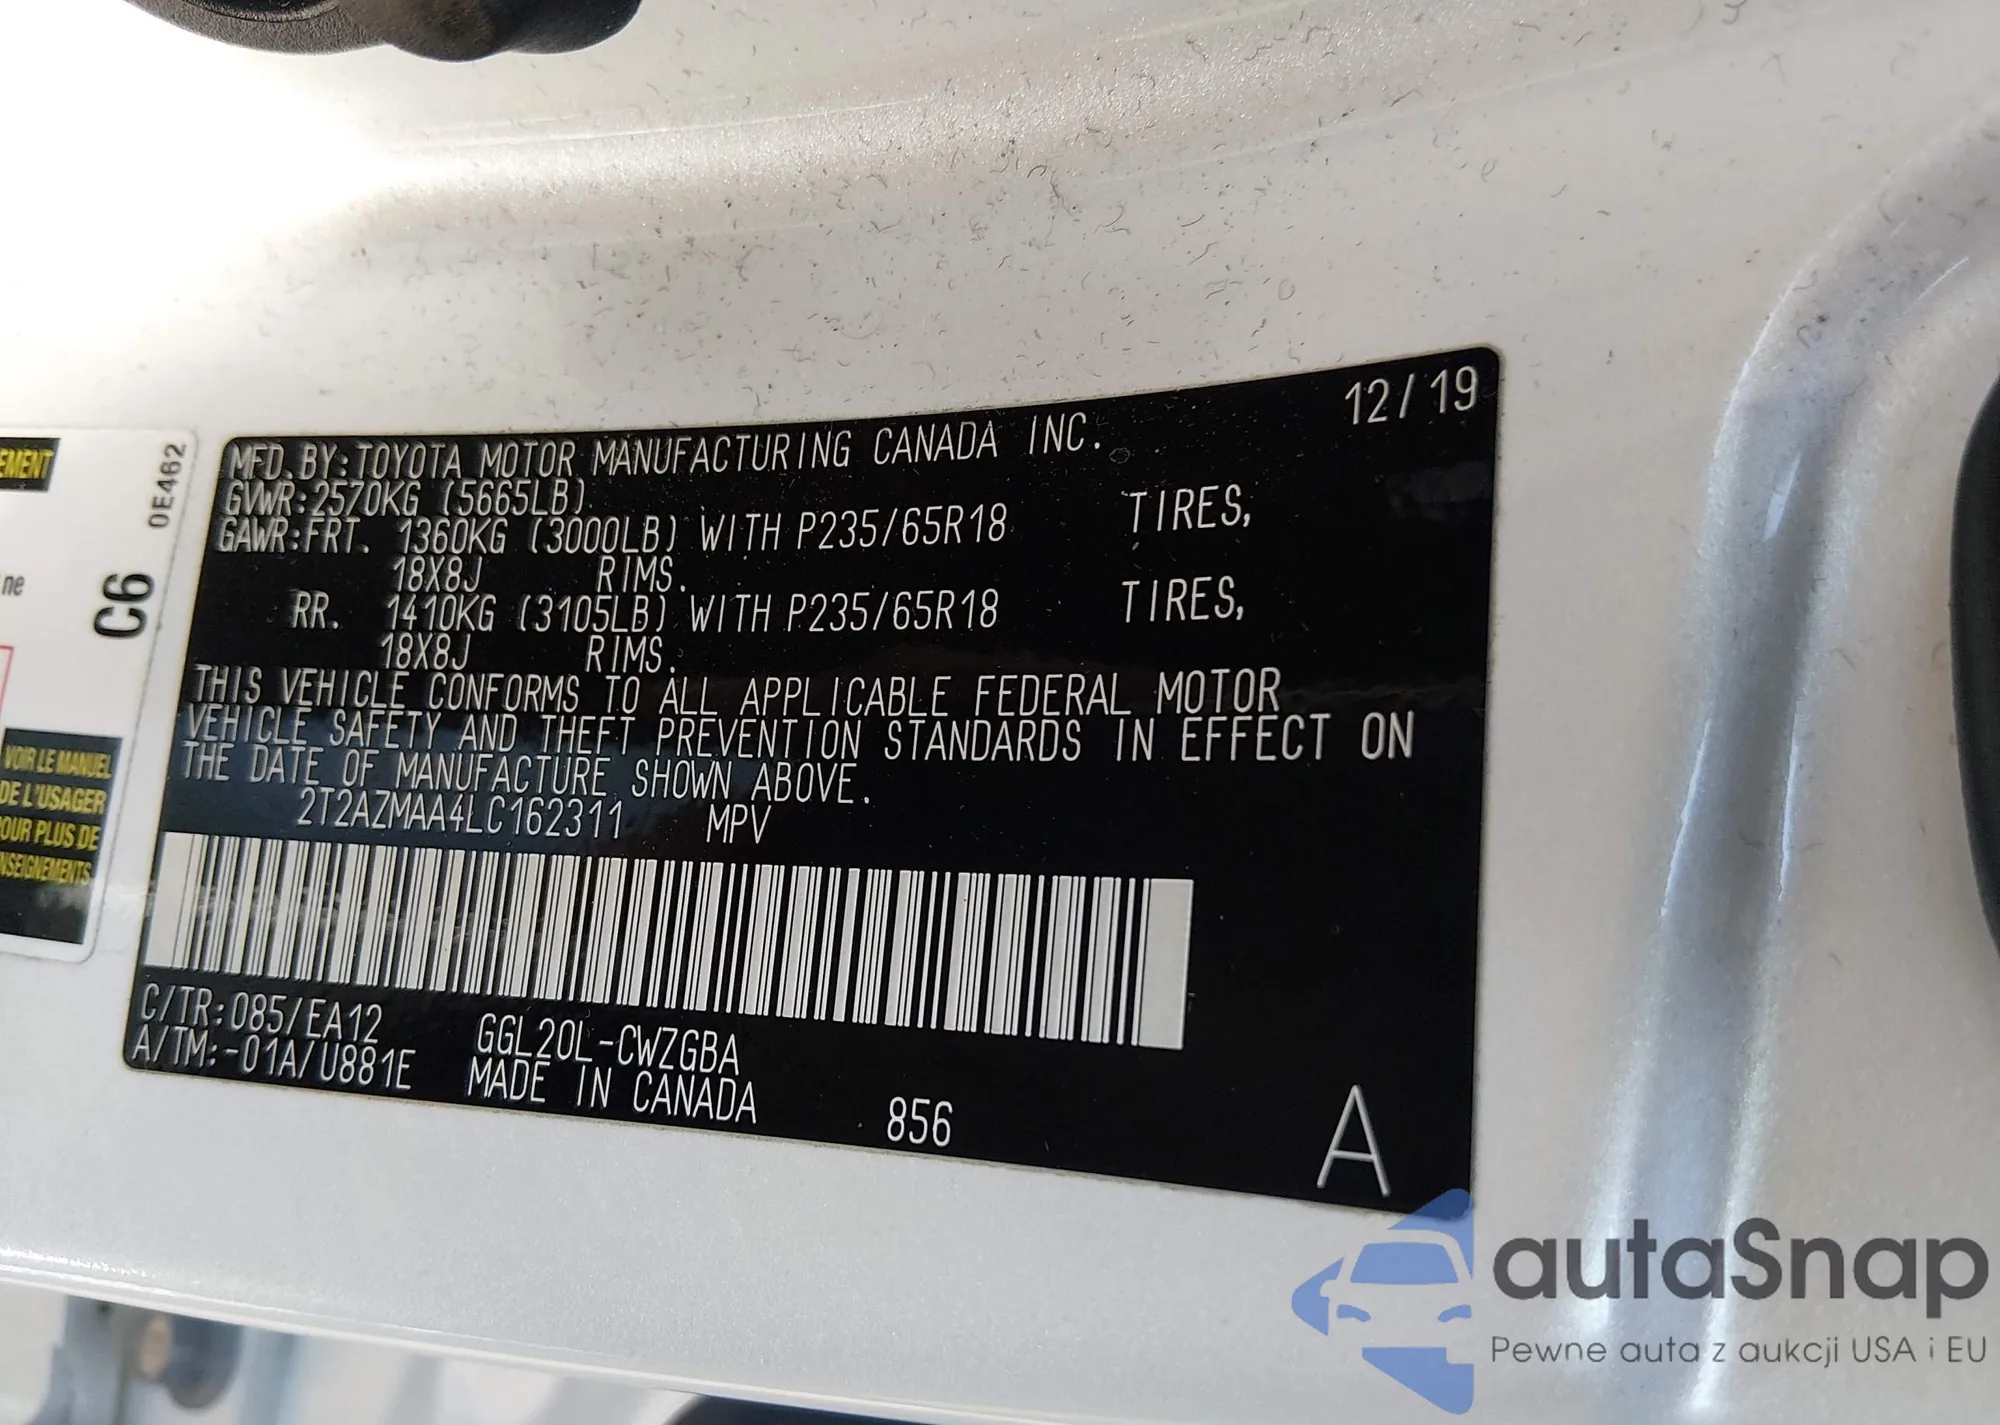 MFD. BY: TOYOTA MOTOR MANUFACTURING CANADA INC. 12/19
GVWR: 2570KG (5665LB)
GAWR: FRT. 1360KG (3000LB) WITH P235/65R18 TIRES,
18X8J RIMS.
RR. 1410KG (3105LB) WITH P235/65R18 TIRES,
18X8J RIMS.
THIS VEHICLE CONFORMS TO ALL APPLICABLE FEDERAL MOTOR
VEHICLE SAFETY AND THEFT PREVENTION STANDARDS IN EFFECT ON
THE DATE OF MANUFACTURE SHOWN ABOVE.
2T2AZMAA4LC162311 MPV
C/TR: 085/EA12 GGL20L-CWZGBA
A/TM: -01A/U881E MADE IN CANADA 856
A
ne
C6
0E462
VOIR LE MANUEL
DE L'USAGER
PLUS DE
autaSnap
Pewne auta z aukcji USA i EU